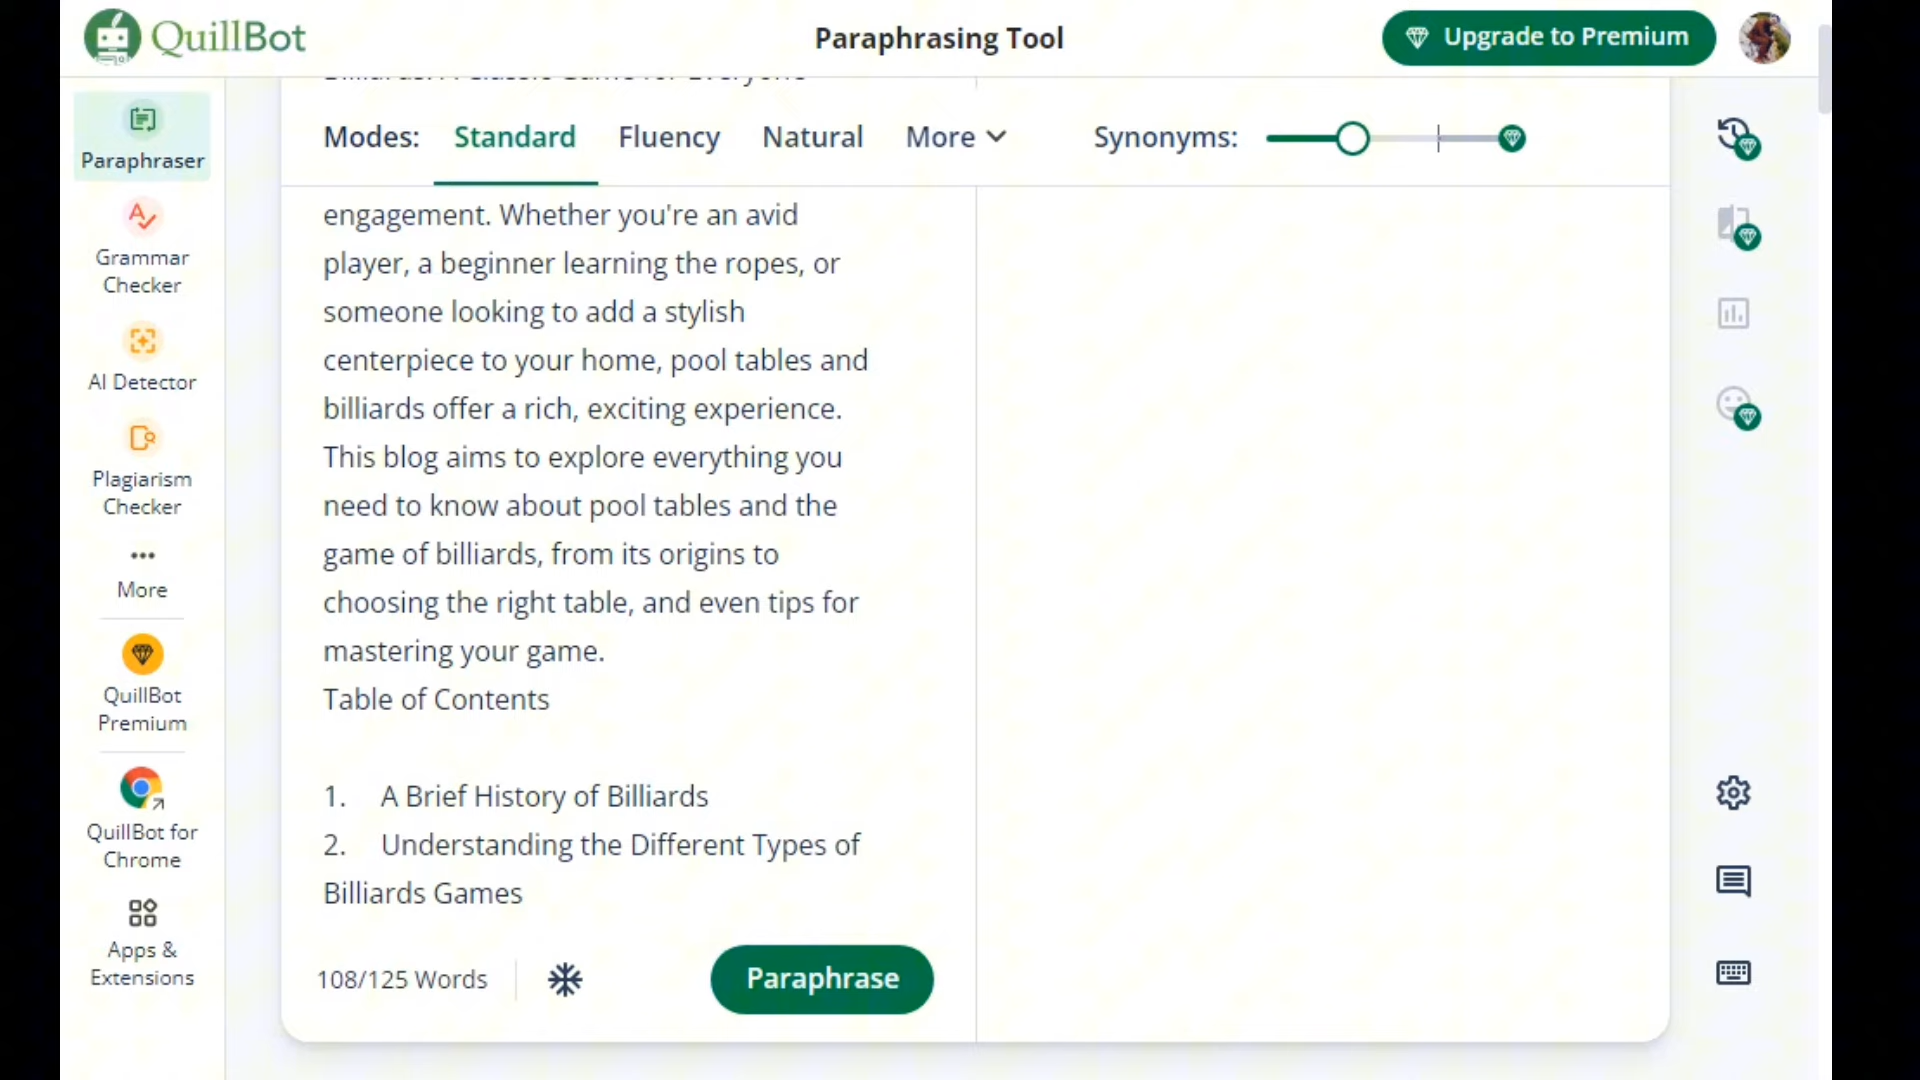 QuillBot
Paraphrasing Tool
Upgrade to Premium
Paraphraser
Grammar
Checker
AI Detector
Plagiarism
Checker
More
QuillBot
Premium
QuillBot for
Chrome
Apps &
Extensions
Billiards: A Classic Game for Everyone
Modes:
Standard
Fluency
Natural
More
Synonyms:
engagement. Whether you're an avid
player, a beginner learning the ropes, or
someone looking to add a stylish
centerpiece to your home, pool tables and
billiards offer a rich, exciting experience.
This blog aims to explore everything you
need to know about pool tables and the
game of billiards, from its origins to
choosing the right table, and even tips for
mastering your game.
Table of Contents
1. A Brief History of Billiards
2. Understanding the Different Types of
Billiards Games
108/125 Words
Paraphrase